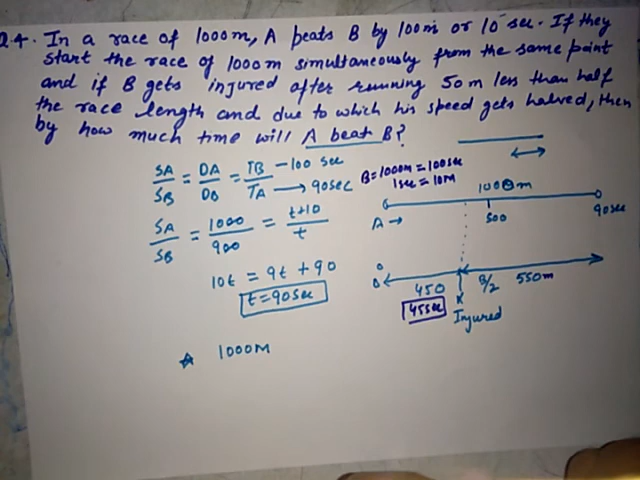 Q.4. In a race of 1000m, A beats B by 100m or 10 sec. If they
start the race of 1000m simultaneously from the same point
and if B gets injured after running 50m less than half
the race length and due to which his speed gets halved, then
by how much time will A beat B?
SA/SB = DA/DB = TB/TA - 100 sec → 90sec
B = 1000m = 100sec
1sec = 10M
SA/SB = 1000/900 = t+10/t
10t = 9t + 90
t = 90sec
A 1000M
1000m
A → 500 90sec
B 450 B/2 550m
45sec Injured